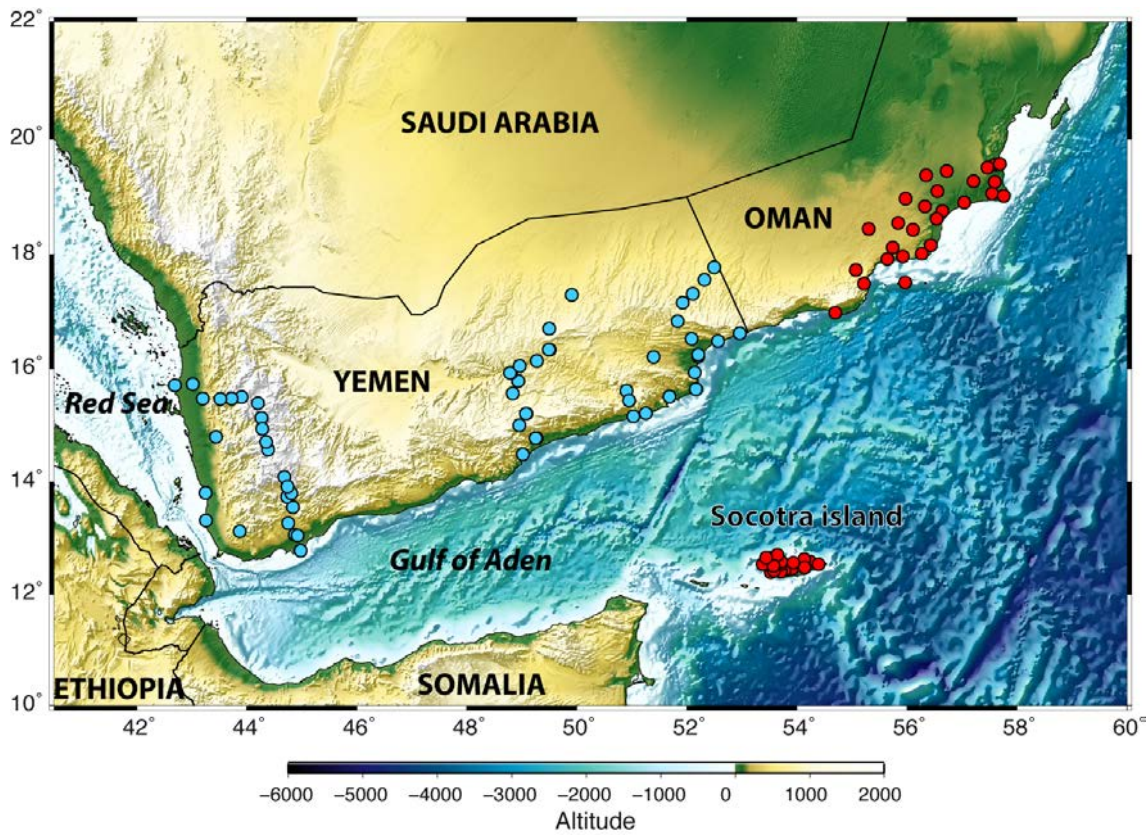 22°
20°
18°
16°
14°
12°
10°
SAUDI ARABIA
OMAN
YEMEN
Red Sea
Socotra island
Gulf of Aden
ETHIOPIA
SOMALIA
42 44 46 48 50 52 54 56 58 60°
−6000 −5000 −4000 −3000 −2000 −1000 0 1000 2000
Altitude